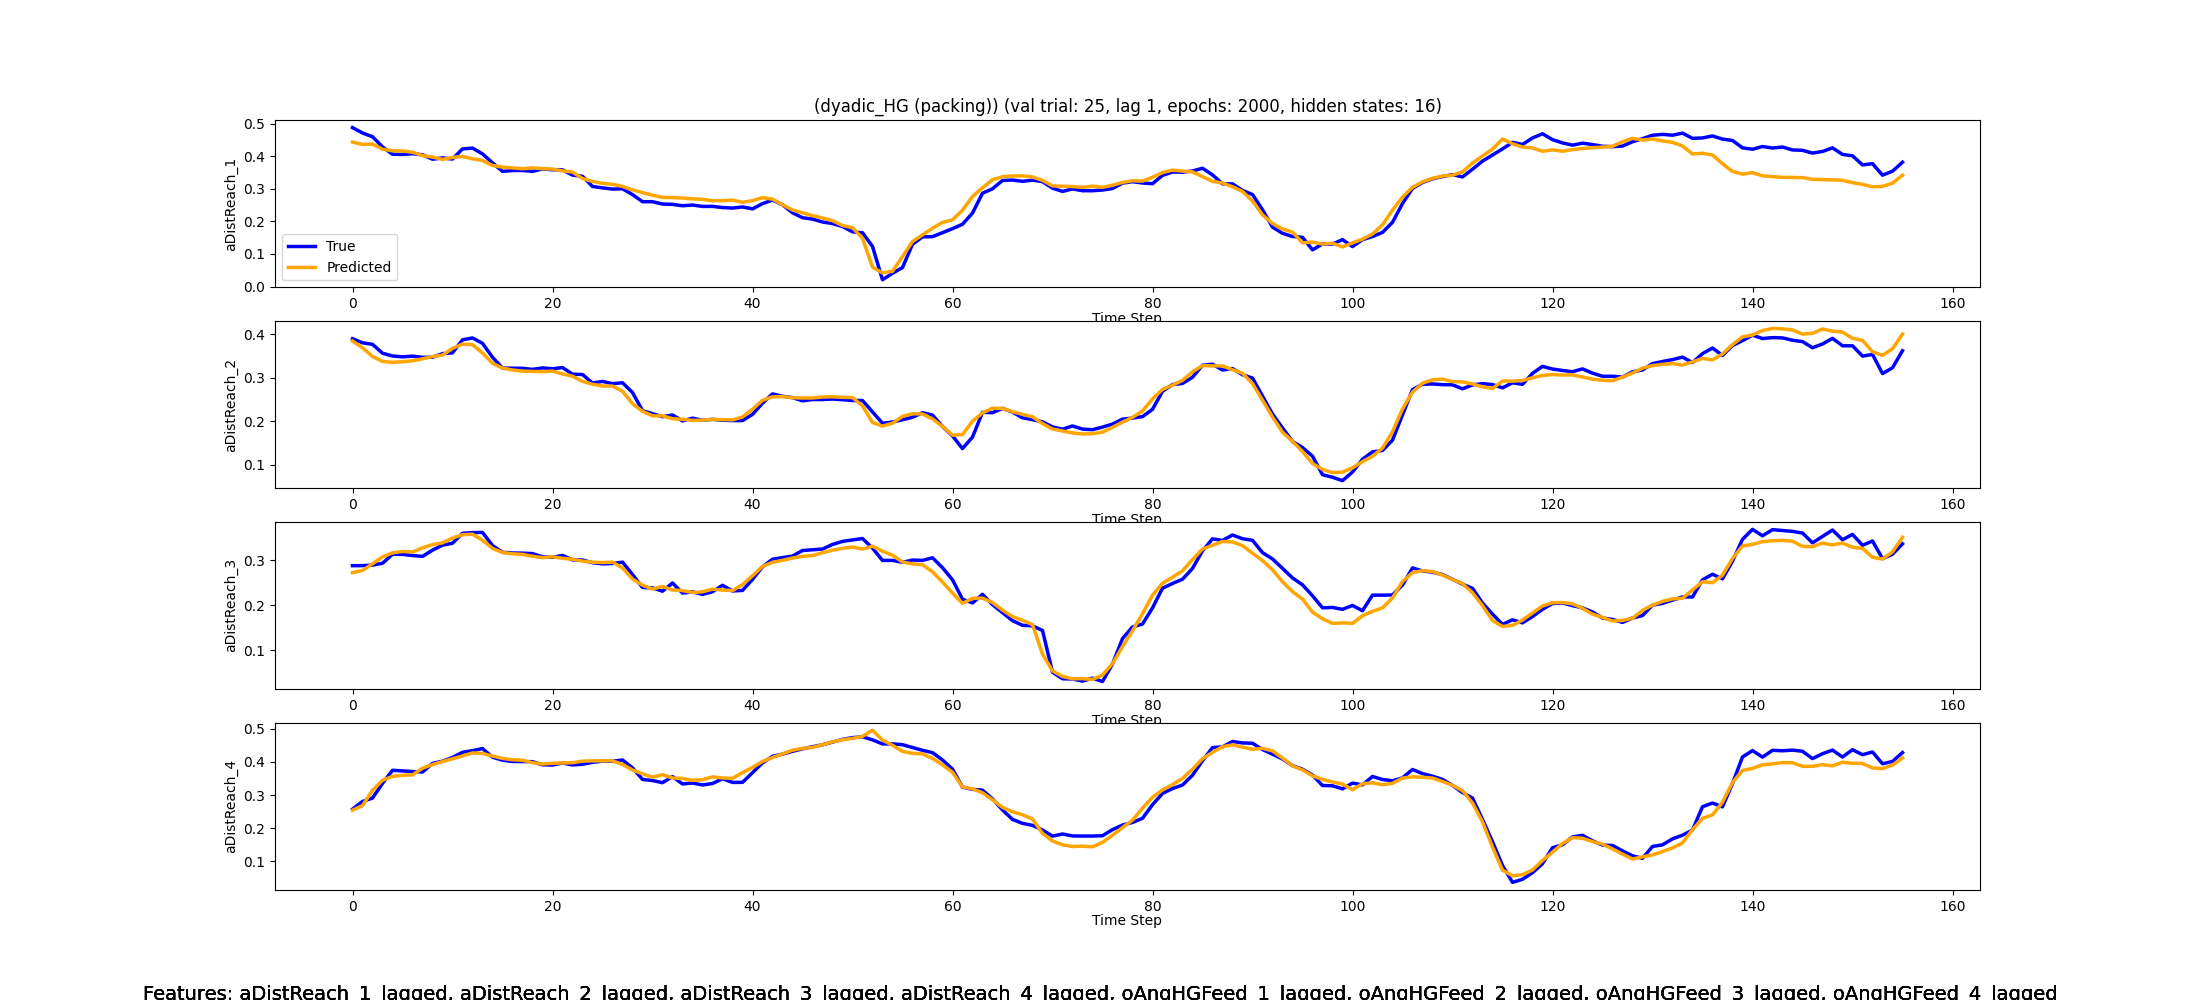 (dyadic_HG (packing)) (val trial: 25, lag 1, epochs: 2000, hidden states: 16)
0.5
0.4
0.3
0.2
0.1
0.0
aDistReach_1
True
Predicted
0 20 40 60 80 100 120 140 160
Time Step
0.4
0.3
0.2
0.1
aDistReach_2
0 20 40 60 80 100 120 140 160
Time Step
0.3
0.2
0.1
aDistReach_3
0 20 40 60 80 100 120 140 160
Time Step
0.5
0.4
0.3
0.2
0.1
aDistReach_4
0 20 40 60 80 100 120 140 160
Time Step
Features: aDistReach_1_lagged, aDistReach_2_lagged, aDistReach_3_lagged, aDistReach_4_lagged, oAngHGFeed_1_lagged, oAngHGFeed_2_lagged, oAngHGFeed_3_lagged, oAngHGFeed_4_lagged